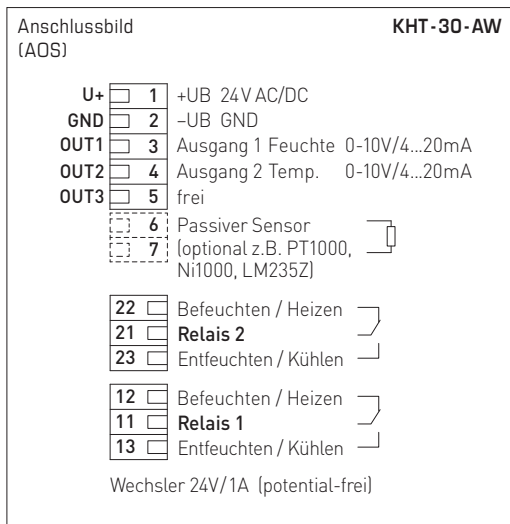 Anschlussbild KHT-30-AW
(AOS)
U+ 1 +UB 24V AC/DC
GND 2 –UB GND
OUT1 3 Ausgang 1 Feuchte 0-10V/4...20mA
OUT2 4 Ausgang 2 Temp. 0-10V/4...20mA
OUT3 5 frei
6 Passiver Sensor
7 (optional z.B. PT1000,
Ni1000, LM235Z)
22 Befeuchten / Heizen
21 Relais 2
23 Entfeuchten / Kühlen
12 Befeuchten / Heizen
11 Relais 1
13 Entfeuchten / Kühlen
Wechsler 24V/1A (potential-frei)